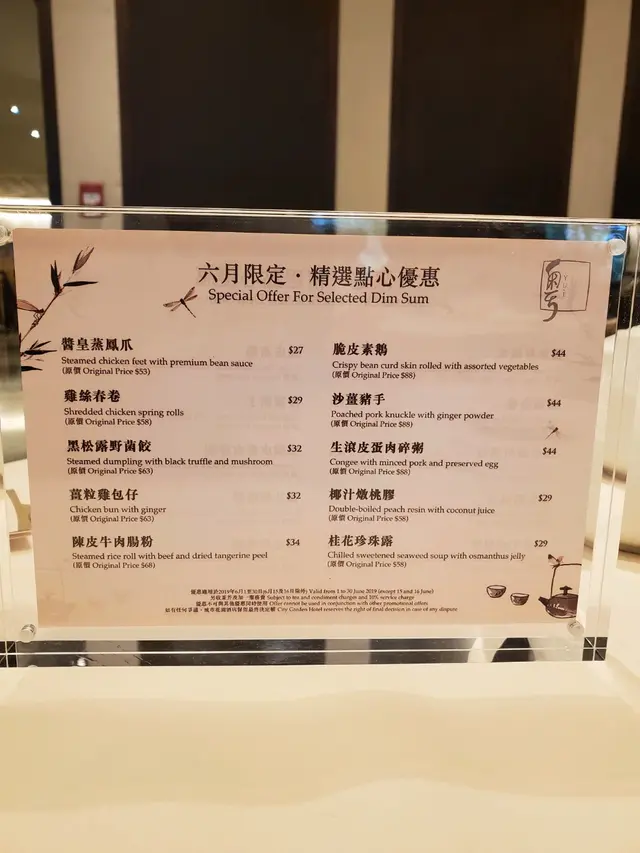 六月限定·精選點心優惠
Special Offer For Selected Dim Sum
YUE
醬皇蒸鳳爪 $27
Steamed chicken feet with premium bean sauce
(原價 Original Price $53)
雞絲春卷 $29
Shredded chicken spring rolls
(原價 Original Price $58)
黑松露野菌餃 $32
Steamed dumpling with black truffle and mushroom
(原價 Original Price $63)
薑粒雞包仔 $32
Chicken bun with ginger
(原價 Original Price $63)
陳皮牛肉腸粉 $34
Steamed rice roll with beef and dried tangerine peel
(原價 Original Price $68)
脆皮素鵝 $44
Crispy bean curd skin rolled with assorted vegetables
(原價 Original Price $88)
沙薑豬手 $44
Poached pork knuckle with ginger powder
(原價 Original Price $88)
生滾皮蛋肉碎粥 $44
Congee with minced pork and preserved egg
(原價 Original Price $88)
椰汁燉桃膠 $29
Double-boiled peach resin with coconut juice
(原價 Original Price $58)
桂花珍珠露 $29
Chilled sweetened seaweed soup with osmanthus jelly
(原價 Original Price $58)
Valid from 1 to 30 June 2019 (except 15 and 16 June)
Subject to tea and condiment charges and 10% service charge
Offer cannot be used in conjunction with other promotional offers
City Garden Hotel reserves the right of final decision in case of any dispute